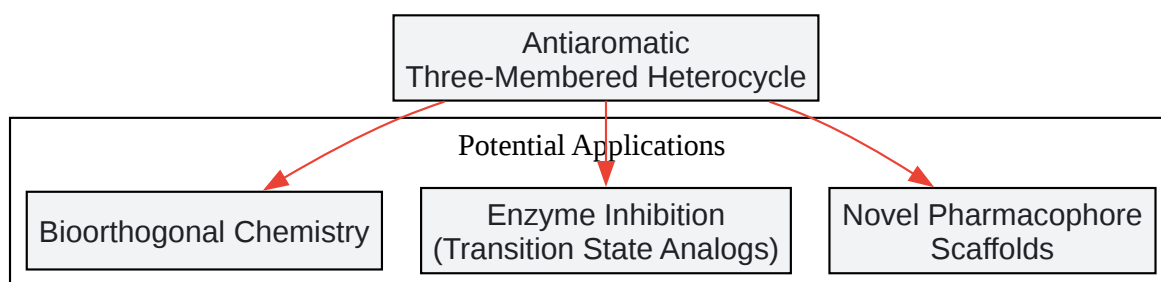 Antiaromatic
Three-Membered Heterocycle
Potential Applications
Bioorthogonal Chemistry
Enzyme Inhibition
(Transition State Analogs)
Novel Pharmacophore
Scaffolds